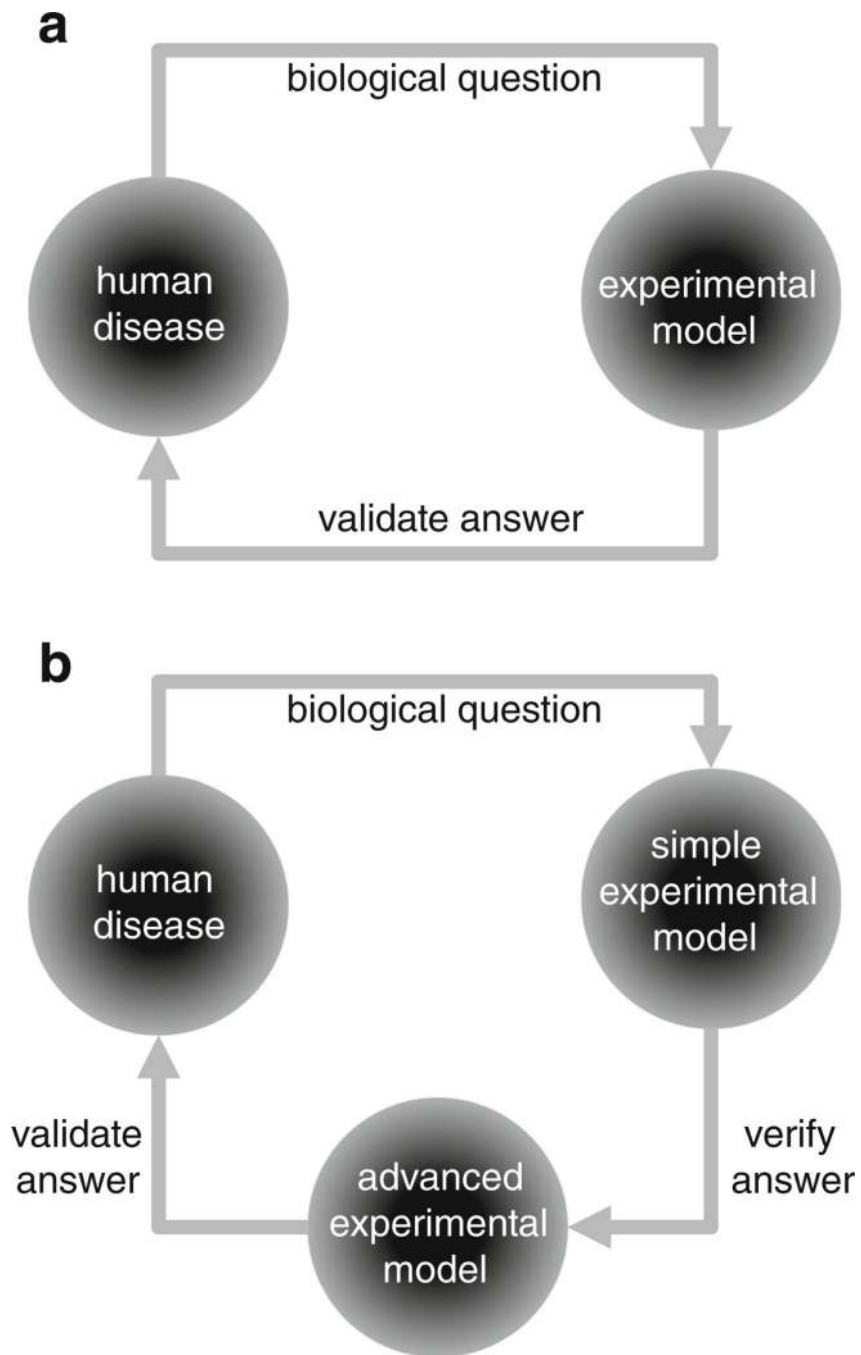 a
biological question
human
disease
experimental
model
validate answer
b
biological question
human
disease
simple
experimental
model
validate
answer
verify
answer
advanced
experimental
model